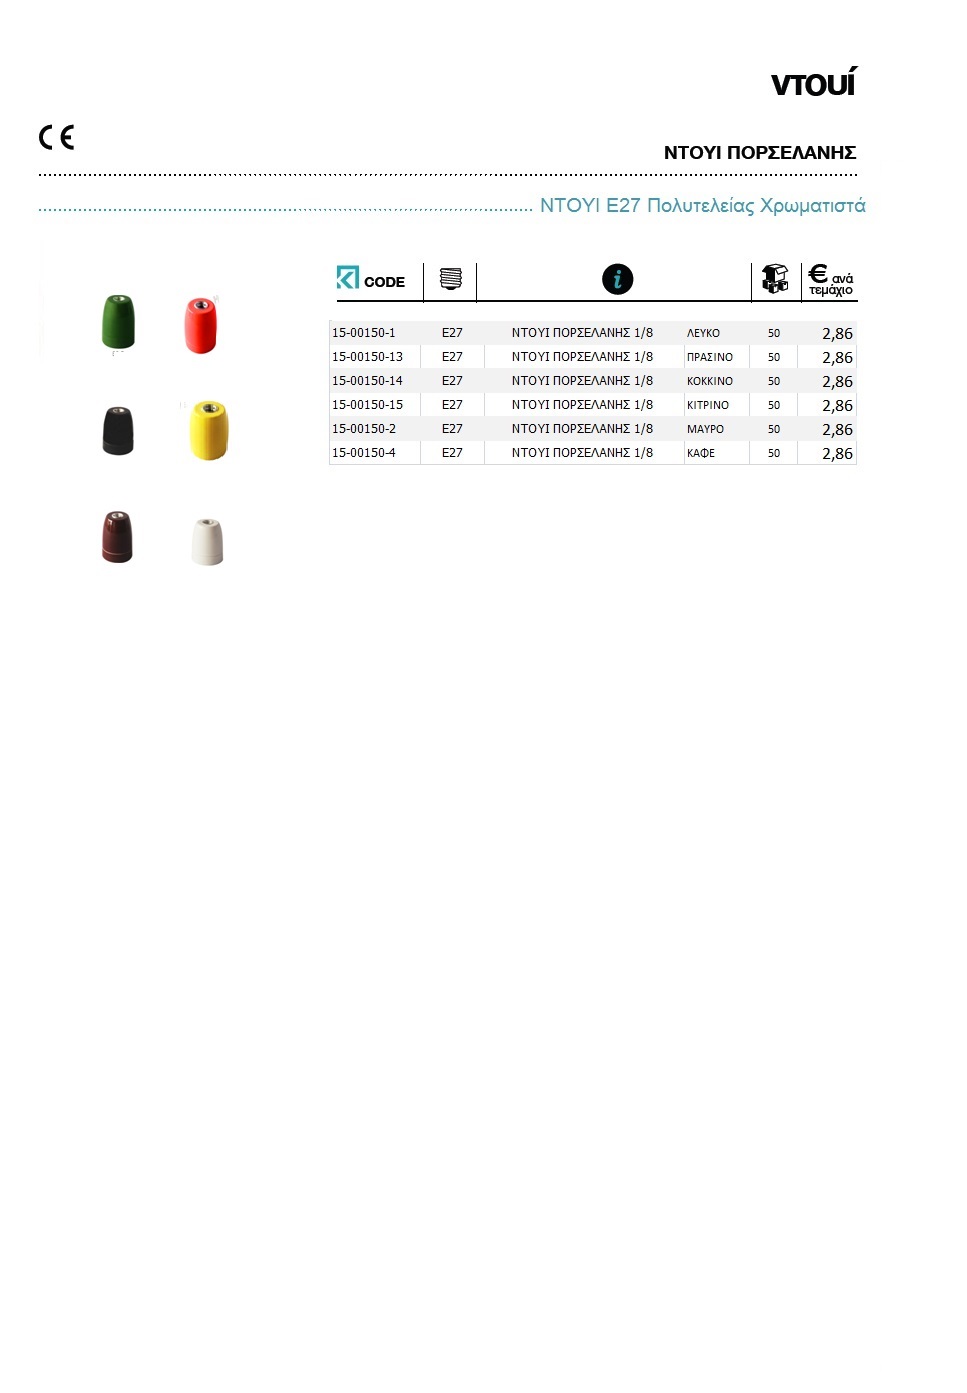 ντουί
CE
ΝΤΟΥΙ ΠΟΡΣΕΛΑΝΗΣ
ΝΤΟΥΙ Ε27 Πολυτελείας Χρωματιστά
CODE i € ανά τεμάχιο
15-00150-1 E27 ΝΤΟΥΙ ΠΟΡΣΕΛΑΝΗΣ 1/8 ΛΕΥΚΟ 50 2,86
15-00150-13 E27 ΝΤΟΥΙ ΠΟΡΣΕΛΑΝΗΣ 1/8 ΠΡΑΣΙΝΟ 50 2,86
15-00150-14 E27 ΝΤΟΥΙ ΠΟΡΣΕΛΑΝΗΣ 1/8 ΚΟΚΚΙΝΟ 50 2,86
15-00150-15 E27 ΝΤΟΥΙ ΠΟΡΣΕΛΑΝΗΣ 1/8 ΚΙΤΡΙΝΟ 50 2,86
15-00150-2 E27 ΝΤΟΥΙ ΠΟΡΣΕΛΑΝΗΣ 1/8 ΜΑΥΡΟ 50 2,86
15-00150-4 E27 ΝΤΟΥΙ ΠΟΡΣΕΛΑΝΗΣ 1/8 ΚΑΦΕ 50 2,86